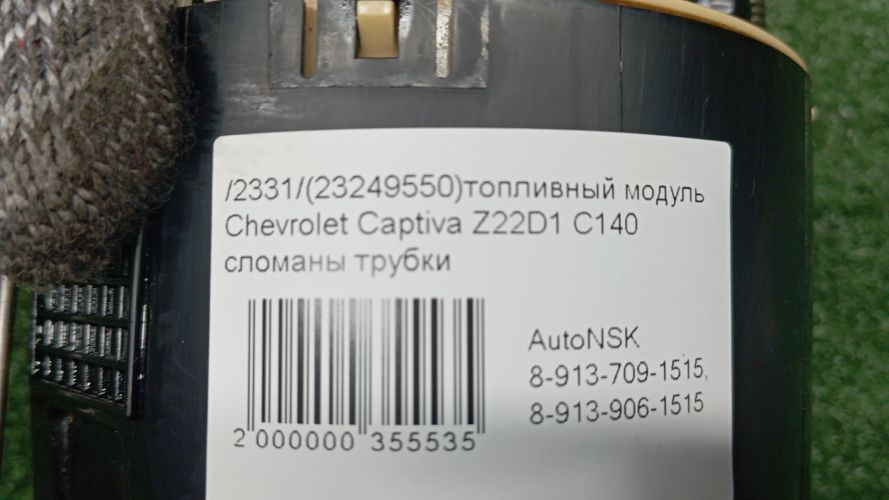 /2331/(23249550)топливный модуль
Chevrolet Captiva Z22D1 C140
сломаны трубки
AutoNSK
8-913-709-1515,
8-913-906-1515
2 000000 355535